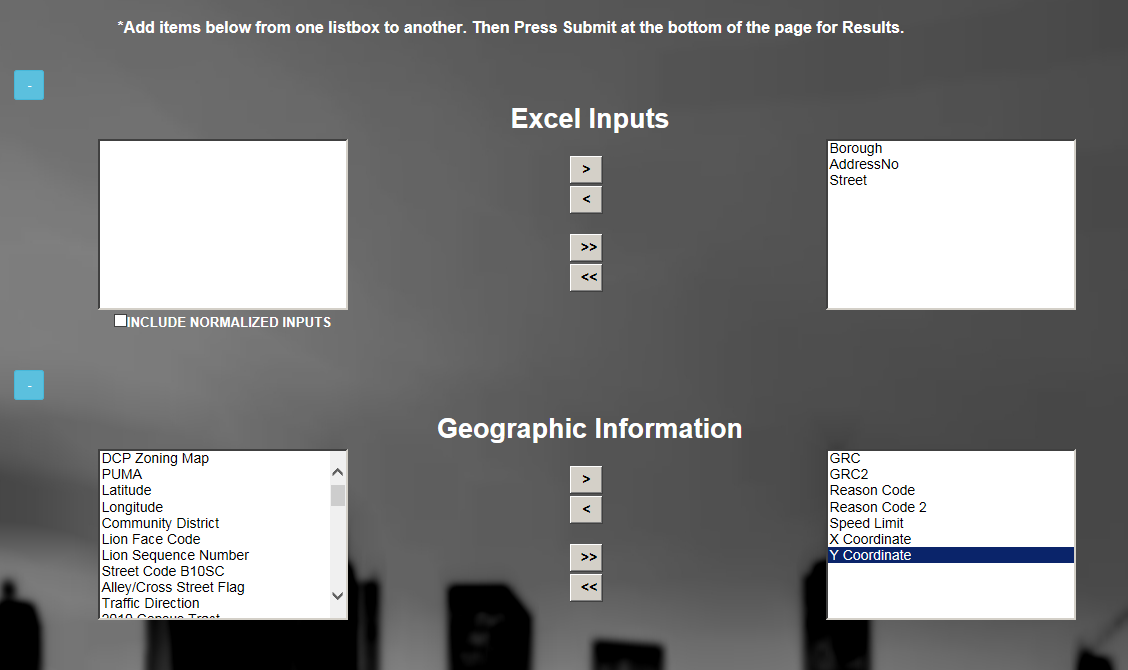 *Add items below from one listbox to another. Then Press Submit at the bottom of the page for Results.
-
Excel Inputs
>
<
>>
<<
Borough
AddressNo
Street
INCLUDE NORMALIZED INPUTS
-
Geographic Information
DCP Zoning Map
PUMA
Latitude
Longitude
Community District
Lion Face Code
Lion Sequence Number
Street Code B10SC
Alley/Cross Street Flag
Traffic Direction
2010 Census Tract
>
<
>>
<<
GRC
GRC2
Reason Code
Reason Code 2
Speed Limit
X Coordinate
Y Coordinate